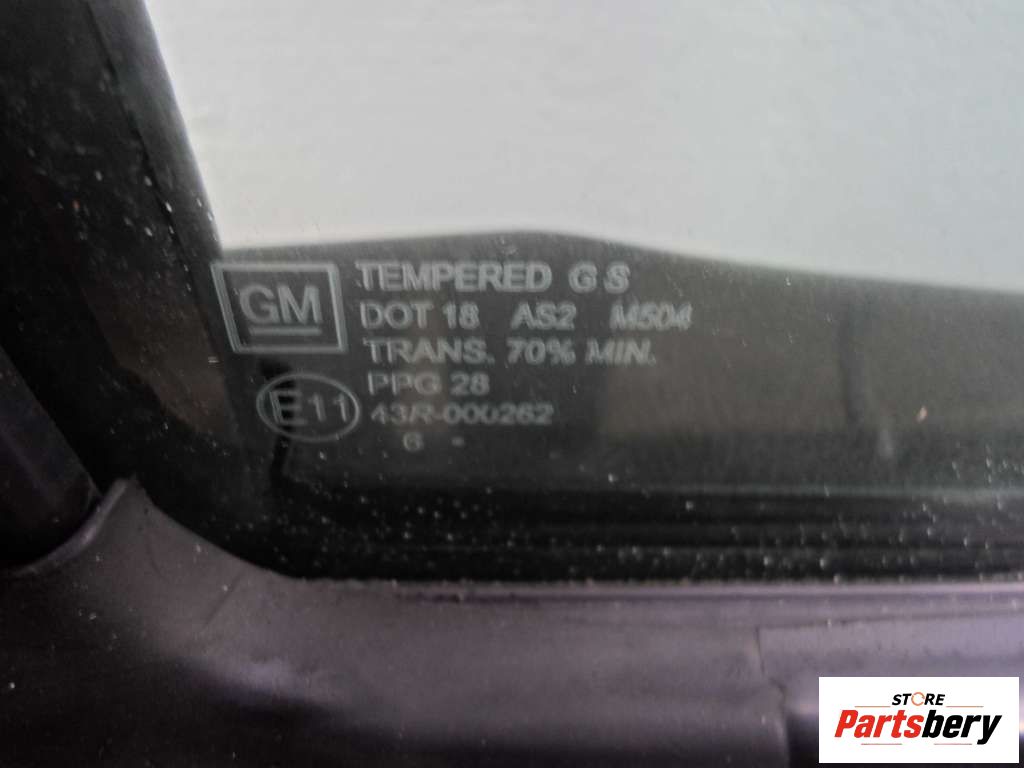 GM
TEMPERED G S
DOT 18 AS2 M504
TRANS. 70% MIN.
PPG 28
E11
43R-000262
6 -
STORE
Partsbery